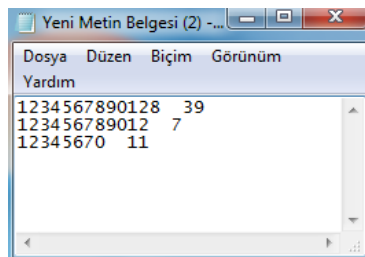 Yeni Metin Belgesi (2) -...
Dosya Düzen Biçim Görünüm
Yardım
1234567890128 39
123456789012 7
12345670 11